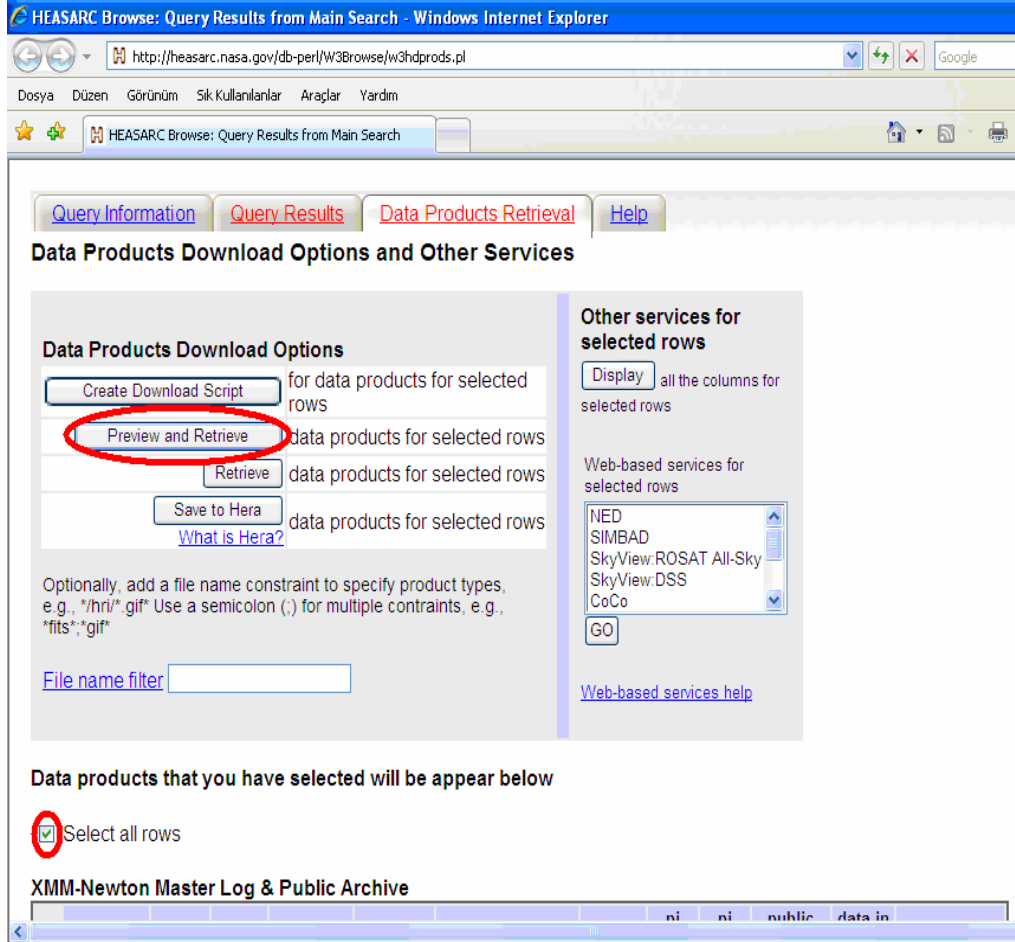 HEASARC Browse: Query Results from Main Search - Windows Internet Explorer
http://heasarc.nasa.gov/db-perl/W3Browse/w3hdprods.pl
Google
Dosya Düzen Görünüm Sık Kullanılanlar Araçlar Yardım
HEASARC Browse: Query Results from Main Search
Query Information Query Results Data Products Retrieval Help
Data Products Download Options and Other Services
Data Products Download Options
Create Download Script for data products for selected
rows
Preview and Retrieve data products for selected rows
Retrieve data products for selected rows
Save to Hera data products for selected rows
What is Hera?
Optionally, add a file name constraint to specify product types,
e.g., */hri/*.gif* Use a semicolon (;) for multiple contraints, e.g.,
*fits*;*gif*
File name filter
Other services for
selected rows
Display all the columns for
selected rows
Web-based services for
selected rows
NED
SIMBAD
SkyView:ROSAT All-Sky
SkyView:DSS
CoCo
GO
Web-based services help
Data products that you have selected will be appear below
Select all rows
XMM-Newton Master Log & Public Archive
pi pi public data in